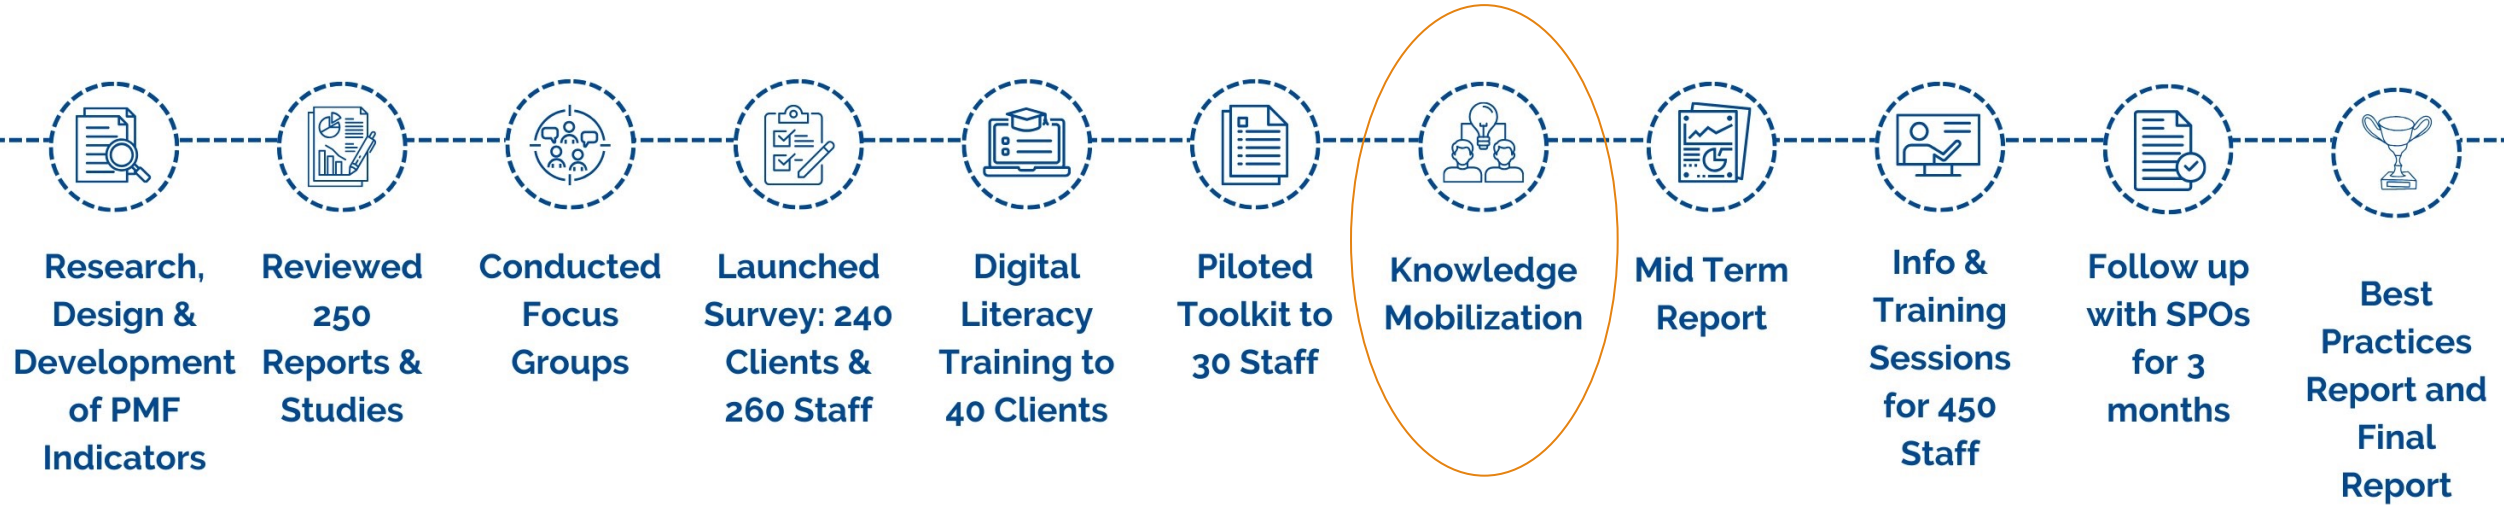 Research,
Design &
Development
of PMF
Indicators
Reviewed
250
Reports &
Studies
Conducted
Focus
Groups
Launched
Survey: 240
Clients &
260 Staff
Digital
Literacy
Training to
40 Clients
Piloted
Toolkit to
30 Staff
Knowledge
Mobilization
Mid Term
Report
Info &
Training
Sessions
for 450
Staff
Follow up
with SPOs
for 3
months
Best
Practices
Report and
Final
Report